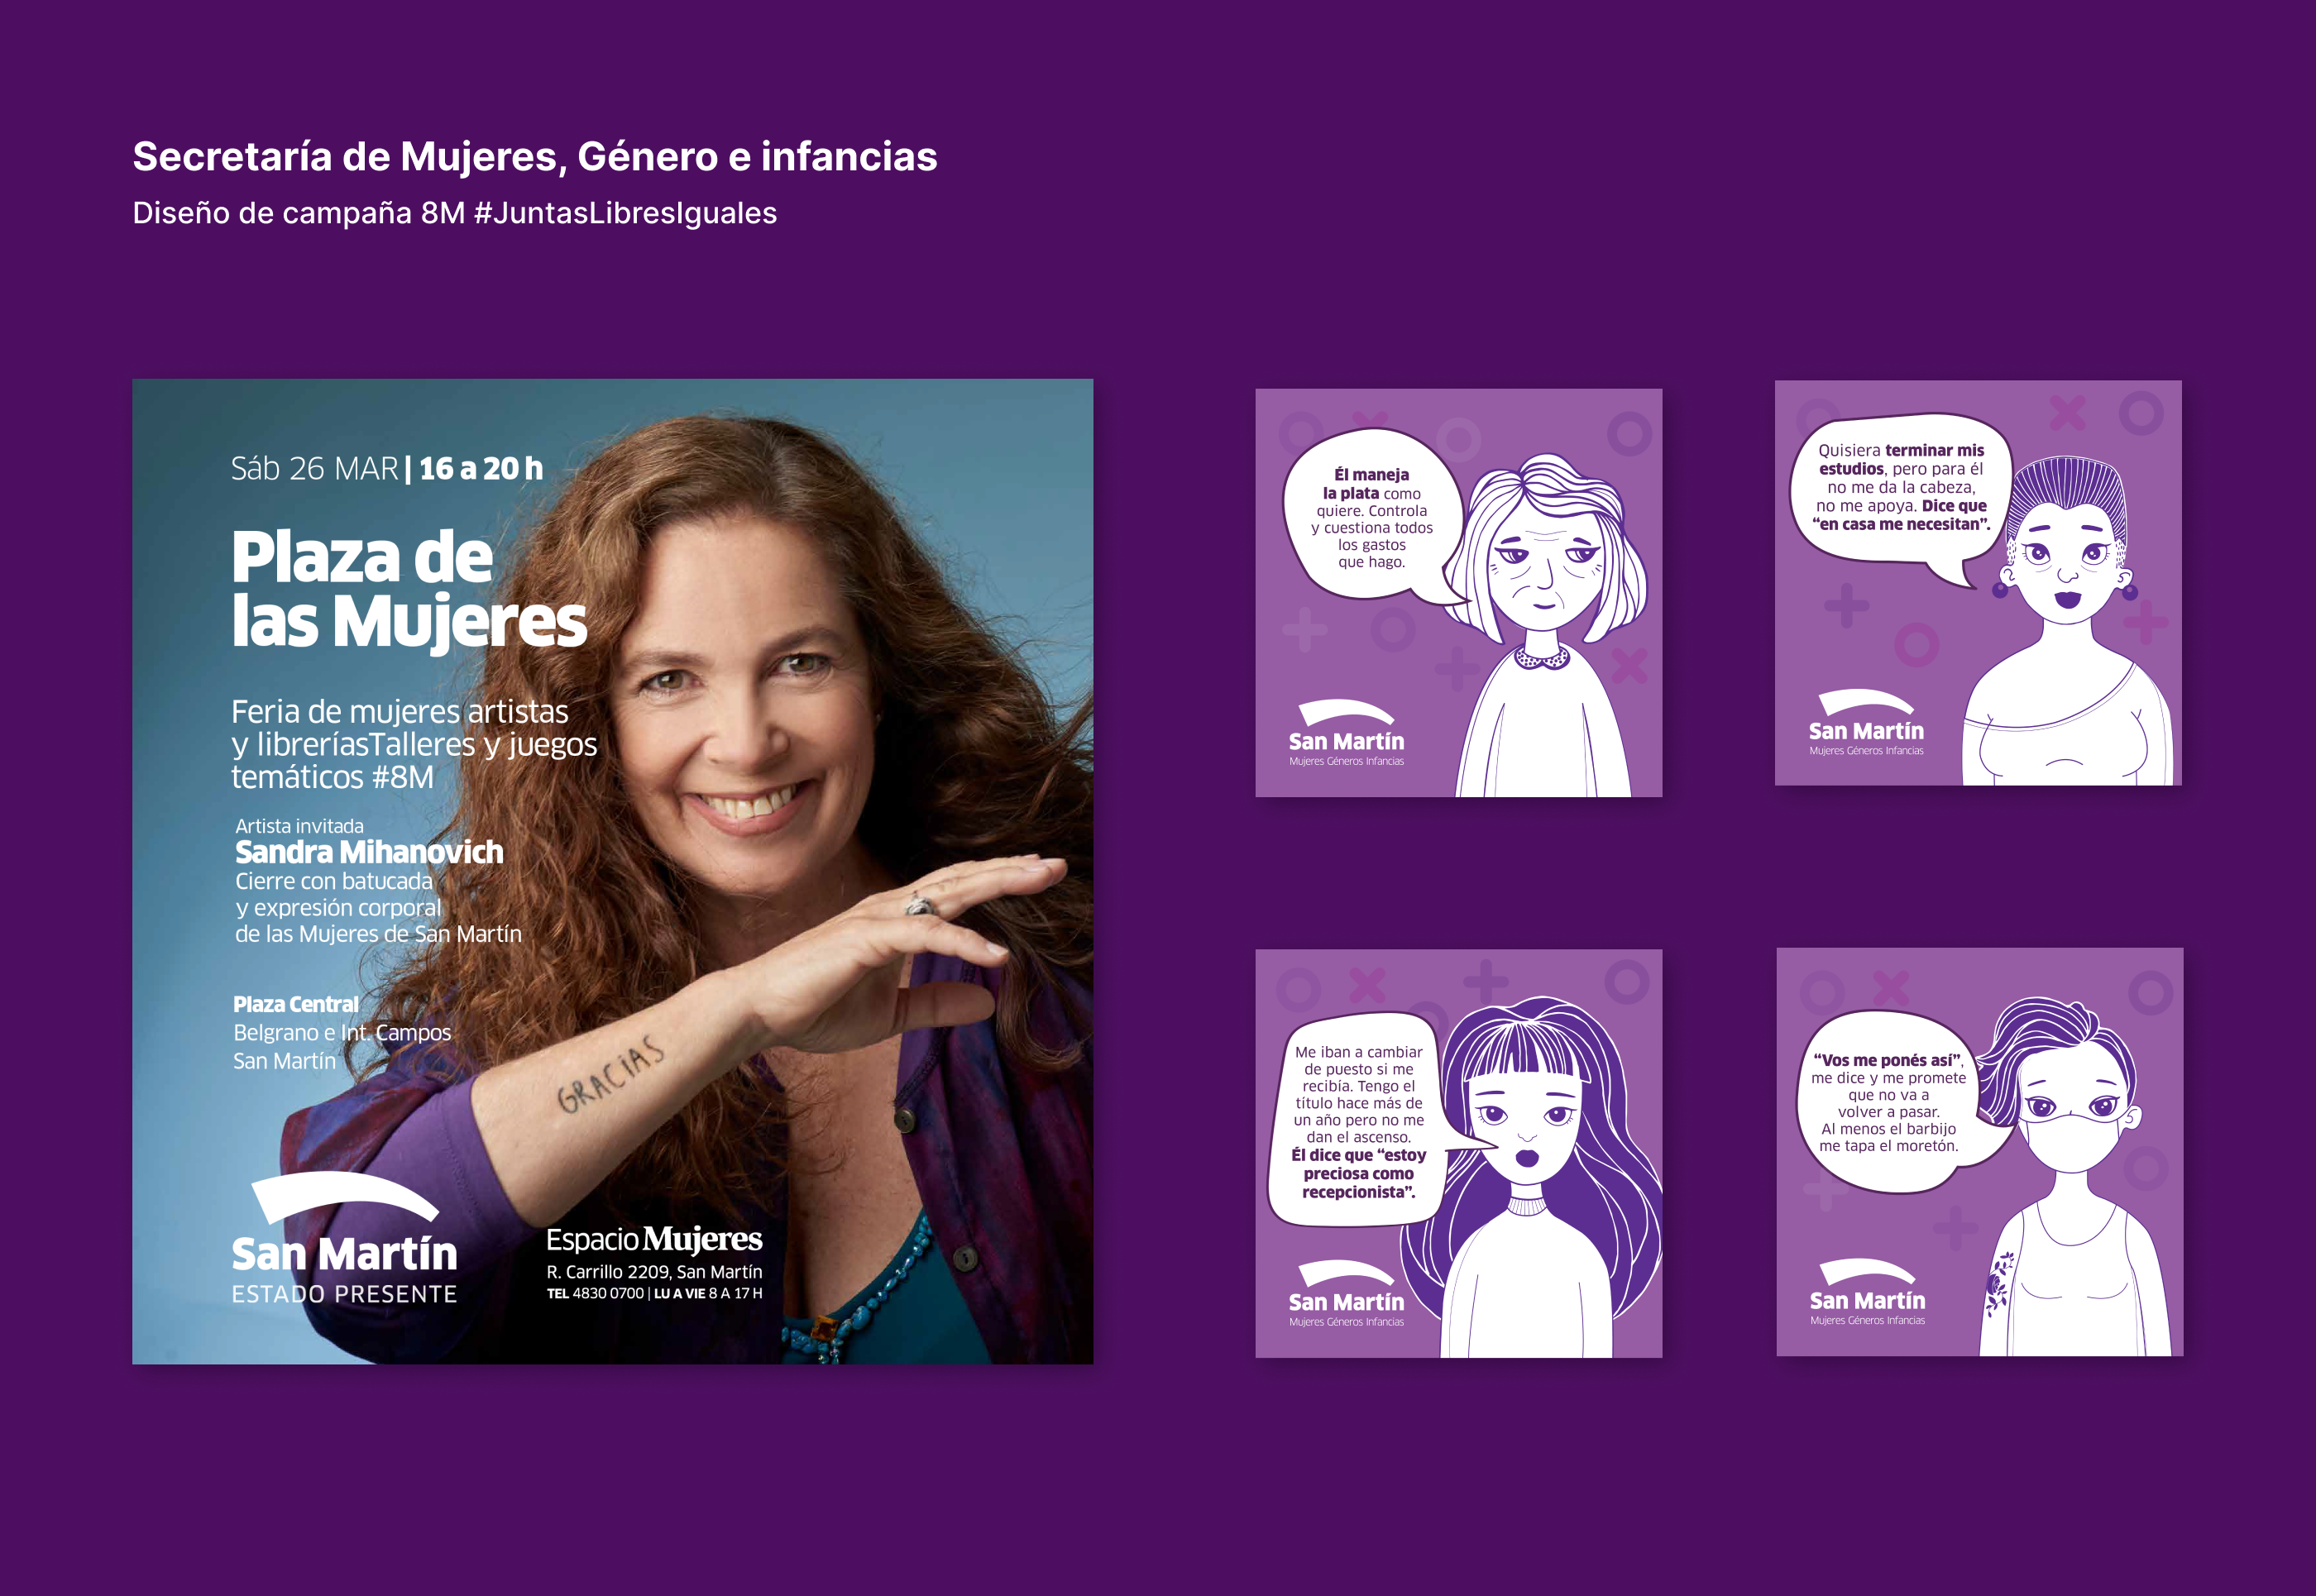 Secretaría de Mujeres, Género e infancias
Diseño de campaña 8M #JuntasLibresIguales
Sáb 26 MAR | 16 a 20 h
Plaza de
las Mujeres
Feria de mujeres artistas
y libreríasTalleres y juegos
temáticos #8M
Artista invitada
Sandra Mihanovich
Cierre con batucada
y expresión corporal
de las Mujeres de San Martín
Plaza Central
Belgrano e Int. Campos
San Martín
GRACIAS
San Martín
ESTADO PRESENTE
Espacio Mujeres
R. Carrillo 2209, San Martín
TEL 4830 0700 | LU A VIE 8 A 17 H
Él maneja
la plata como
quiere. Controla
y cuestiona todos
los gastos
que hago.
San Martín
Mujeres Géneros Infancias
Quisiera terminar mis
estudios, pero para él
no me da la cabeza,
no me apoya. Dice que
“en casa me necesitan”.
San Martín
Mujeres Géneros Infancias
Me iban a cambiar
de puesto si me
recibía. Tengo el
título hace más de
un año pero no me
dan el ascenso.
Él dice que “estoy
preciosa como
recepcionista”.
San Martín
Mujeres Géneros Infancias
“Vos me ponés así”,
me dice y me promete
que no va a
volver a pasar.
Al menos el barbijo
me tapa el moretón.
San Martín
Mujeres Géneros Infancias